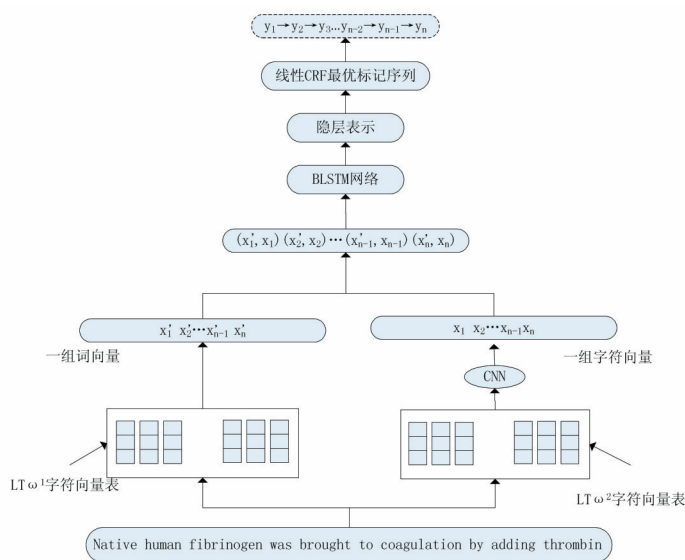 y₁→y₂→y₃…yₙ₋₂→yₙ₋₁→yₙ
线性CRF最优标记序列
隐层表示
BLSTM网络
(x'₁, x₁)(x'₂, x₂)…(x'ₙ₋₁, xₙ₋₁)(x'ₙ, xₙ)
x'₁ x'₂…x'ₙ₋₁ x'ₙ
x₁ x₂…xₙ₋₁xₙ
一组词向量
一组字符向量
CNN
LTω¹字符向量表
LTω²字符向量表
Native human fibrinogen was brought to coagulation by adding thrombin